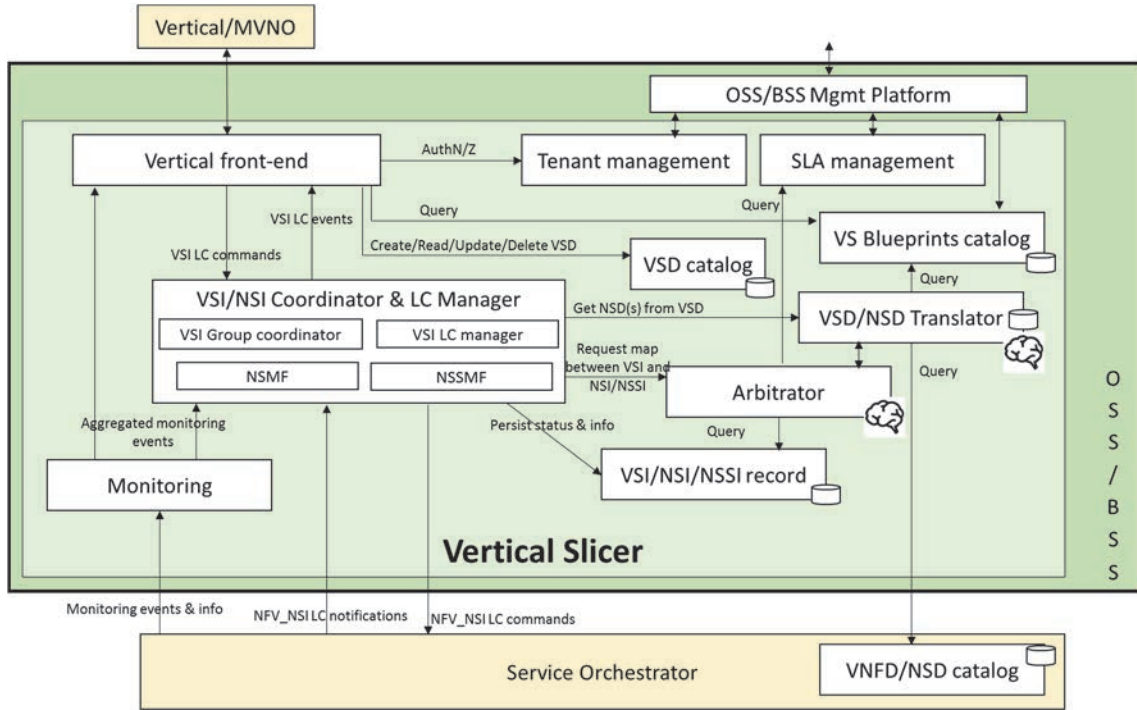 Vertical/MVNO
OSS/BSS Mgmt Platform
Vertical front-end
AuthN/Z
Tenant management
SLA management
VSI LC events
Query
Query
VSI LC commands
Create/Read/Update/Delete VSD
VSD catalog
VS Blueprints catalog
Query
VSI/NSI Coordinator & LC Manager
VSI Group coordinator
VSI LC manager
NSMF
NSSMF
Get NSD(s) from VSD
VSD/NSD Translator
Request map
between VSI and
NSI/NSSI
Arbitrator
Query
Aggregated monitoring
events
Persist status & info
Query
Monitoring
VSI/NSI/NSSI record
Vertical Slicer
O
S
S
/
B
S
S
Monitoring events & info
NFV_NSI LC notifications
NFV_NSI LC commands
Service Orchestrator
VNFD/NSD catalog